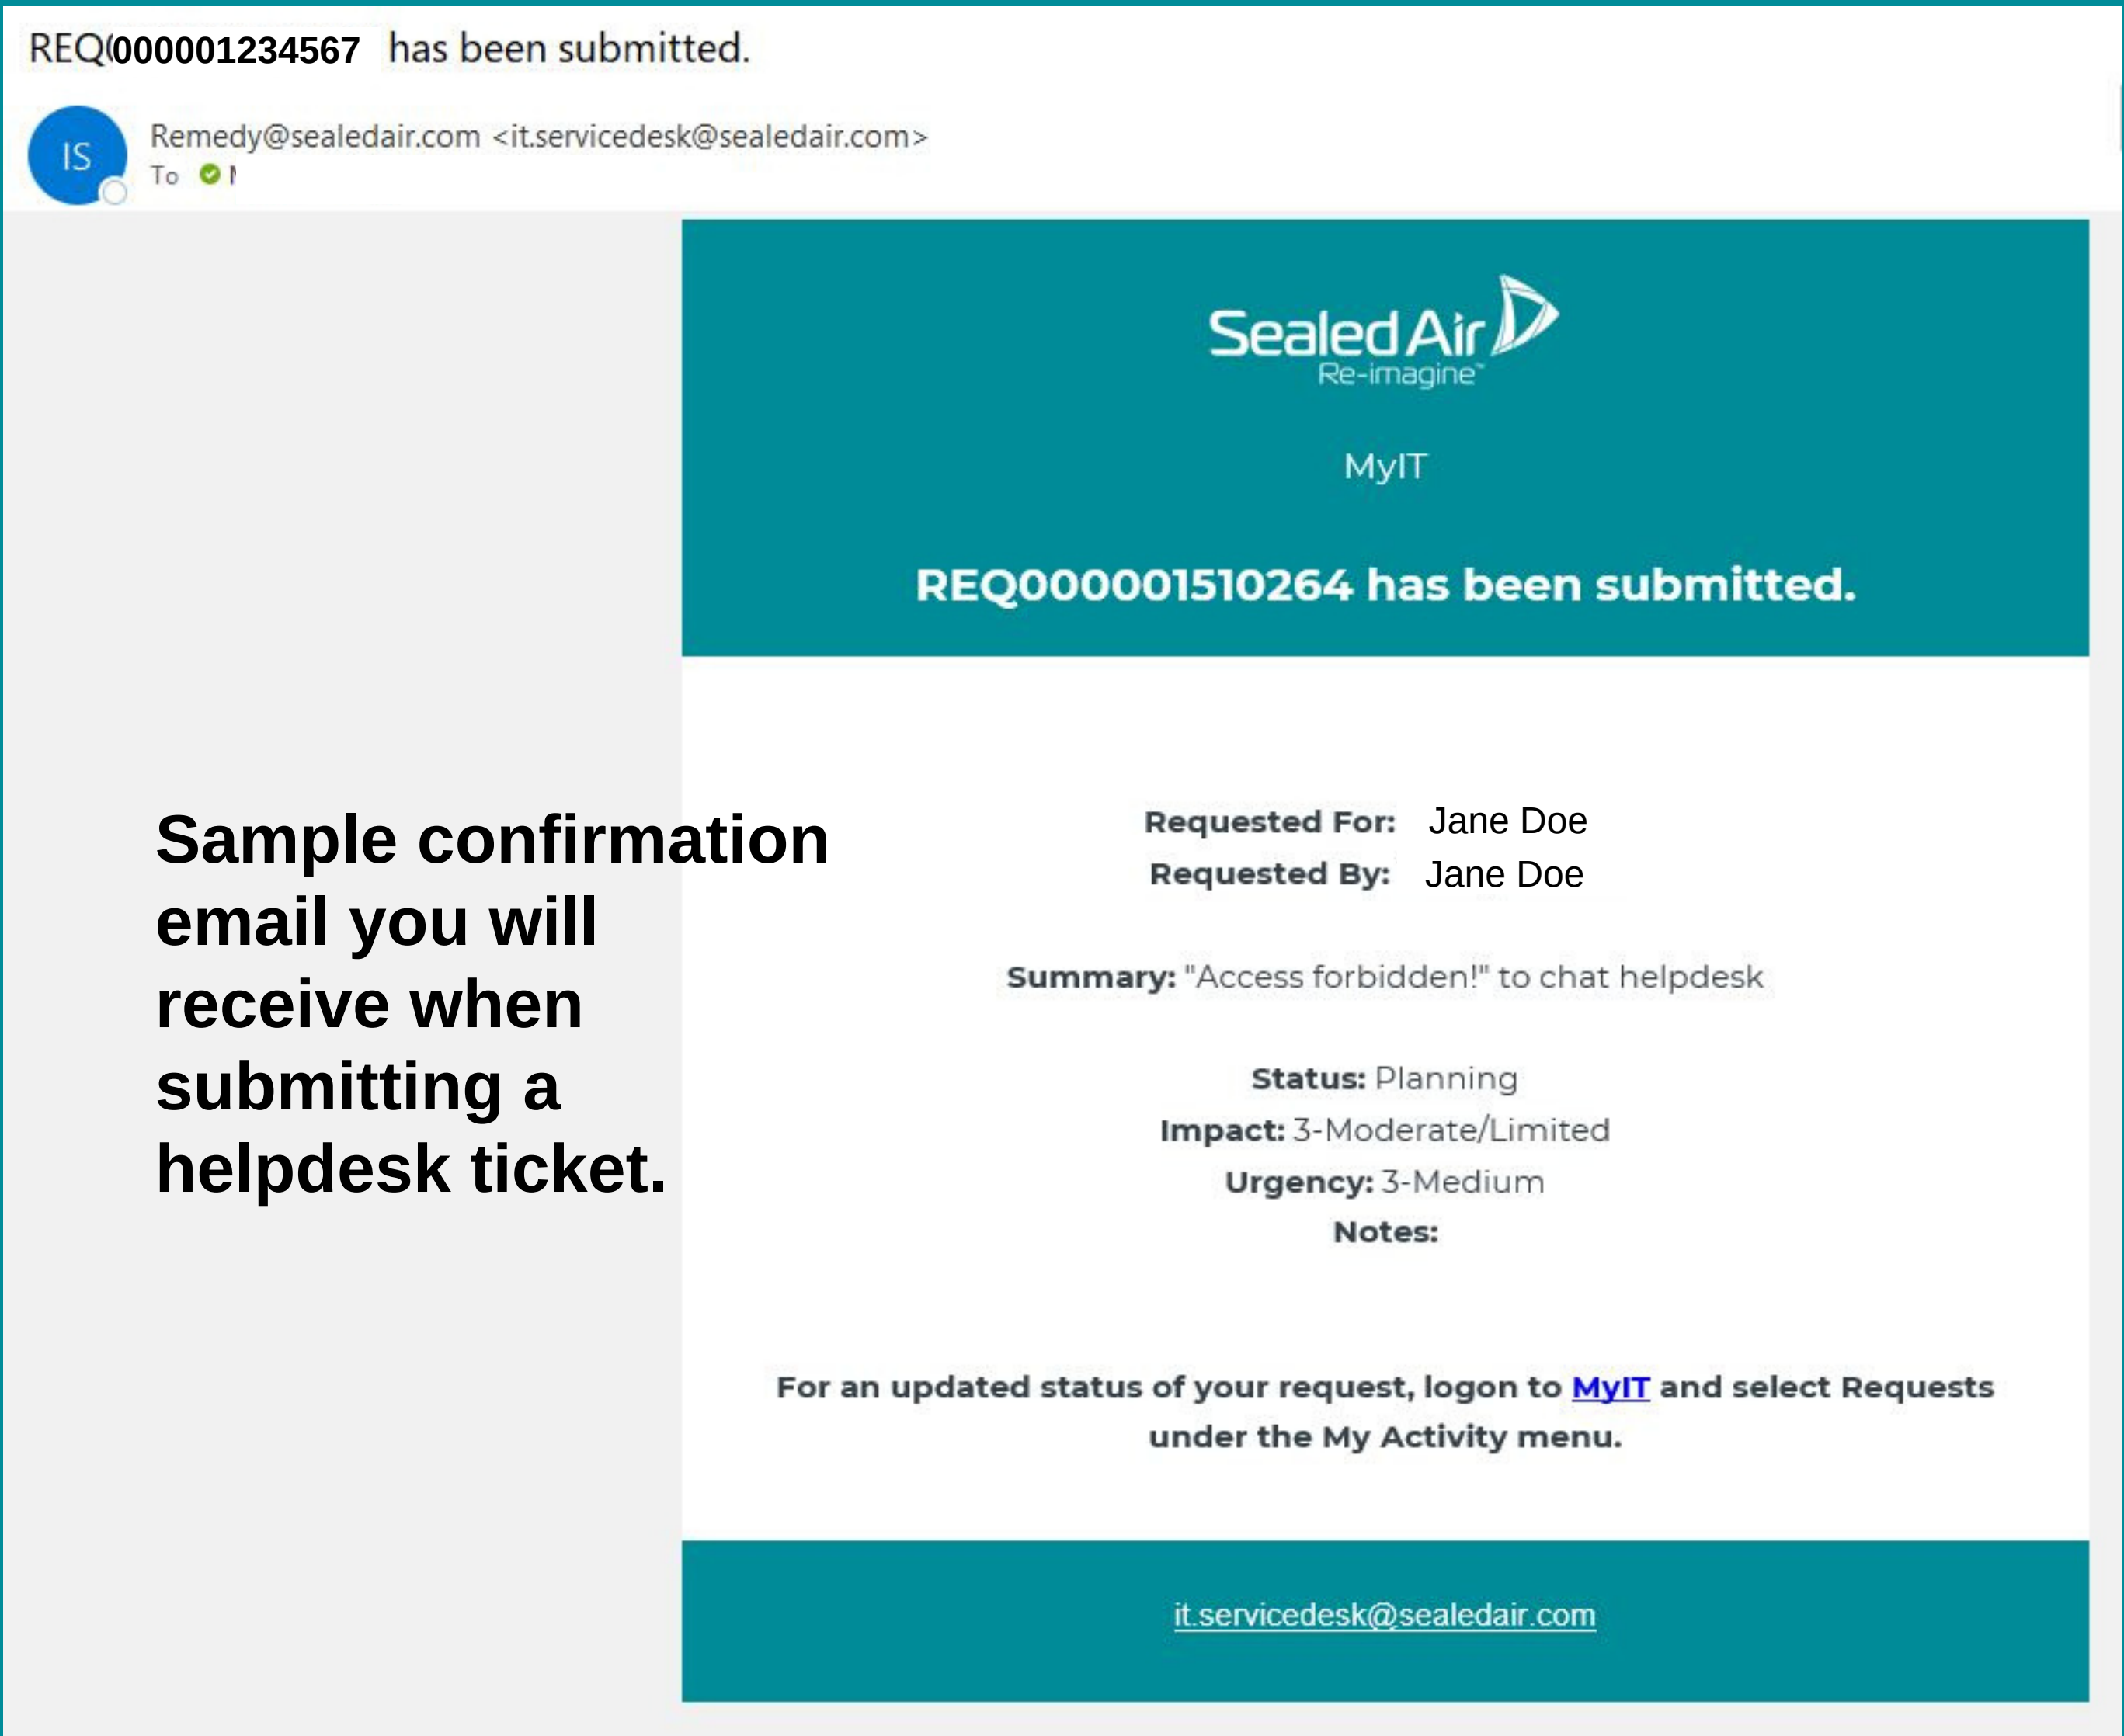 REQ(000001234567 has been submitted.
IS
Remedy@sealedair.com <it.servicedesk@sealedair.com>
To
Sealed Air
Re-imagine™
MyIT
REQ000001510264 has been submitted.
Sample confirmation
email you will
receive when
submitting a
helpdesk ticket.
Requested For: Jane Doe
Requested By: Jane Doe
Summary: "Access forbidden!" to chat helpdesk
Status: Planning
Impact: 3-Moderate/Limited
Urgency: 3-Medium
Notes:
For an updated status of your request, logon to MyIT and select Requests
under the My Activity menu.
it.servicedesk@sealedair.com